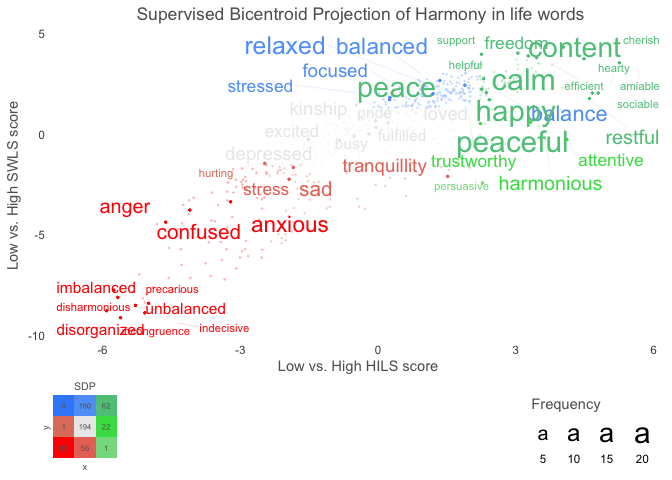 Supervised Bicentroid Projection of Harmony in life words
5
support
freedom
cherish
relaxed
balanced
content
helpful
hearty
focused
stressed
peace
calm
efficient
amiable
sociable
kinship
pride
loved
happy
balance
0
excited
busy
fulfilled
peaceful
restful
depressed
tranquillity
trustworthy
attentive
hurting
stress
sad
persuasive
harmonious
Low vs. High SWLS score
anger
confused
anxious
-5
imbalanced
precarious
disharmonious
unbalanced
disorganized
incongruence
indecisive
-10
-6
-3
0
3
6
Low vs. High HILS score
SDP
160
62
y
1
194
22
56
1
x
Frequency
a a a a
5 10 15 20